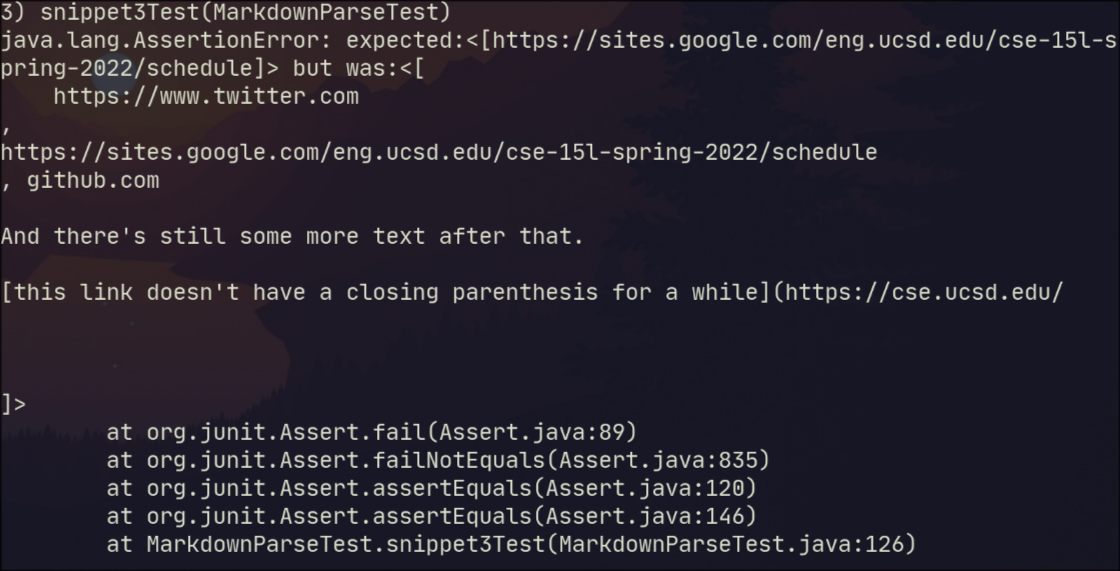 3) snippet3Test(MarkdownParseTest)
java.lang.AssertionError: expected:<[https://sites.google.com/eng.ucsd.edu/cse-15l-s
pring-2022/schedule]> but was:<[
    https://www.twitter.com
,
https://sites.google.com/eng.ucsd.edu/cse-15l-spring-2022/schedule
, github.com

And there's still some more text after that.

[this link doesn't have a closing parenthesis for a while](https://cse.ucsd.edu/



]>
        at org.junit.Assert.fail(Assert.java:89)
        at org.junit.Assert.failNotEquals(Assert.java:835)
        at org.junit.Assert.assertEquals(Assert.java:120)
        at org.junit.Assert.assertEquals(Assert.java:146)
        at MarkdownParseTest.snippet3Test(MarkdownParseTest.java:126)